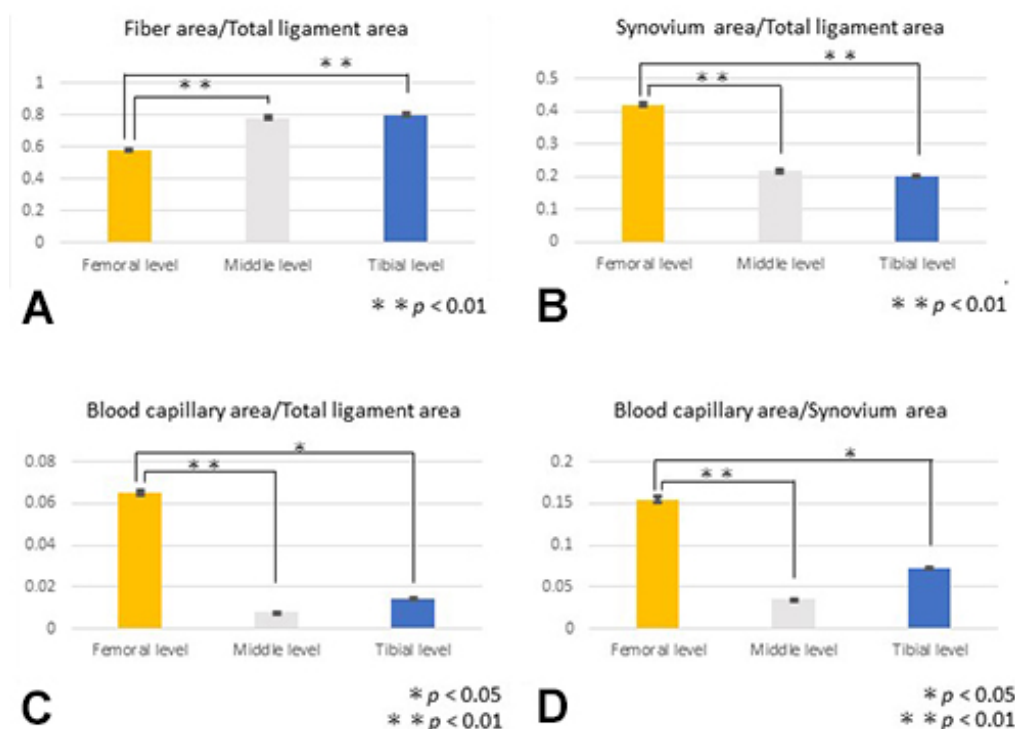 Fiber area/Total ligament area
* *
* *
1
0.8
0.6
0.4
0.2
0
Femoral level Middle level Tibial level
A
* * p < 0.01
Synovium area/Total ligament area
* *
* *
0.5
0.4
0.3
0.2
0.1
0
Femoral level Middle level Tibial level
B
* * p < 0.01
Blood capillary area/Total ligament area
*
* *
0.08
0.06
0.04
0.02
0
Femoral level Middle level Tibial level
C
* p < 0.05
* * p < 0.01
Blood capillary area/Synovium area
*
* *
0.2
0.15
0.1
0.05
0
Femoral level Middle level Tibial level
D
* p < 0.05
* * p < 0.01